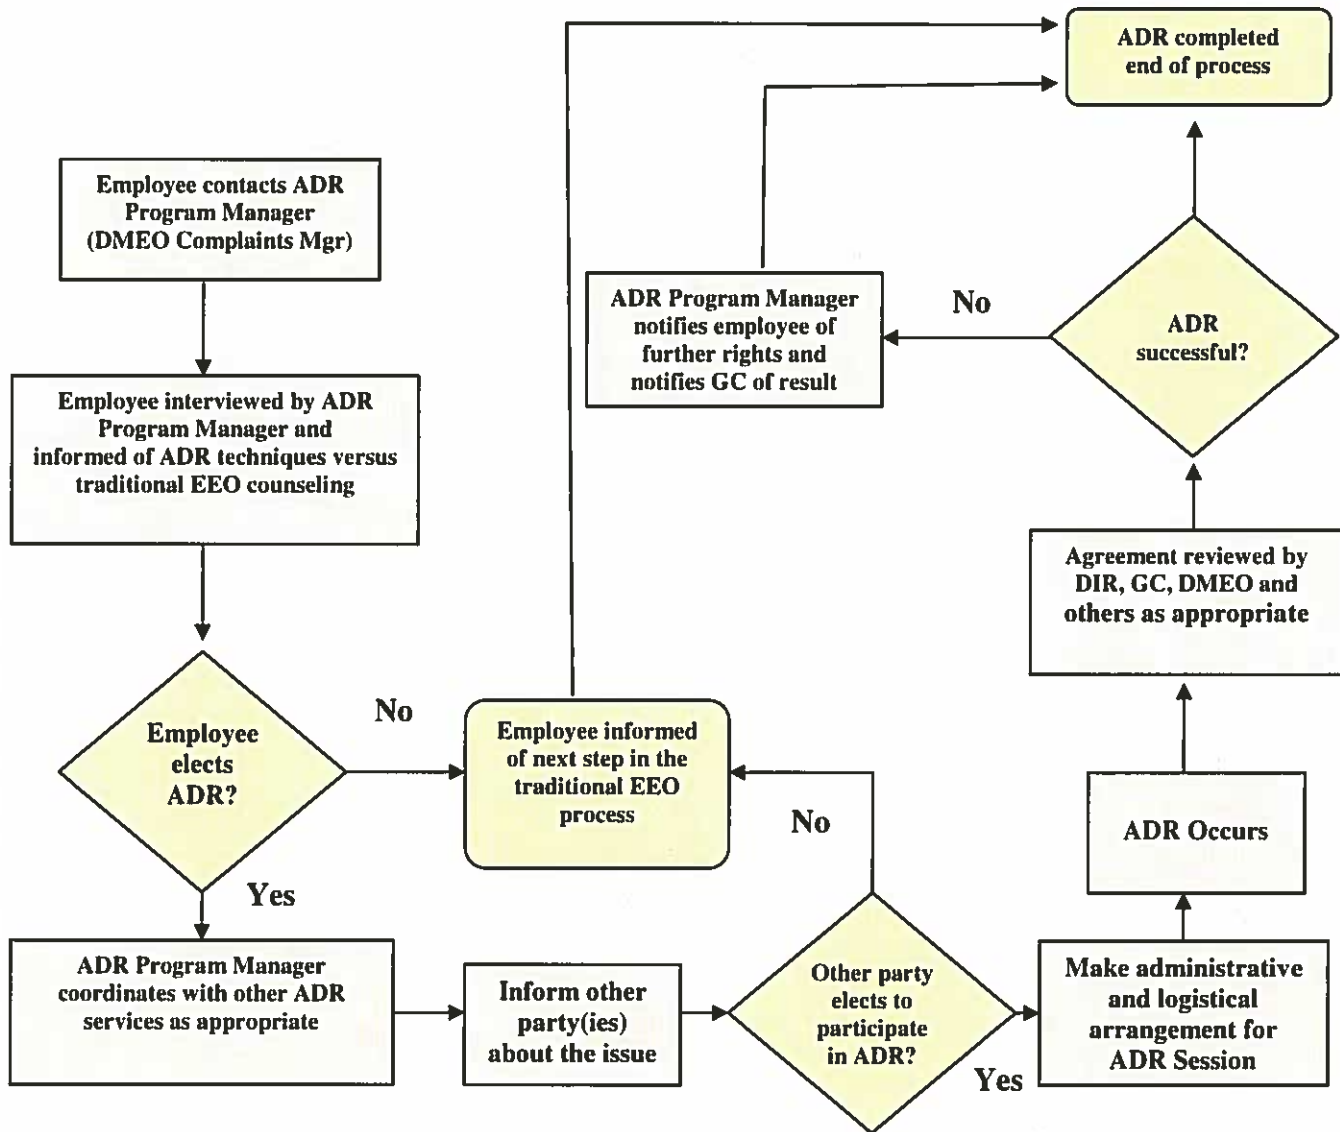 ADR completed
end of process
Employee contacts ADR
Program Manager
(DMEO Complaints Mgr)
ADR Program Manager
notifies employee of
further rights and
notifies GC of result
No
ADR
successful?
Employee interviewed by ADR
Program Manager and
informed of ADR techniques versus
traditional EEO counseling
Agreement reviewed by
DIR, GC, DMEO and
others as appropriate
Employee
elects
ADR?
No
Employee informed
of next step in the
traditional EEO
process
No
ADR Occurs
Yes
ADR Program Manager
coordinates with other ADR
services as appropriate
Inform other
party(ies)
about the issue
Other party
elects to
participate
in ADR?
Yes
Make administrative
and logistical
arrangement for
ADR Session